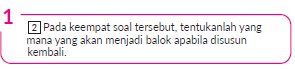 1
2 Pada keempat soal tersebut, tentukanlah yang
mana yang akan menjadi balok apabila disusun
kembali.